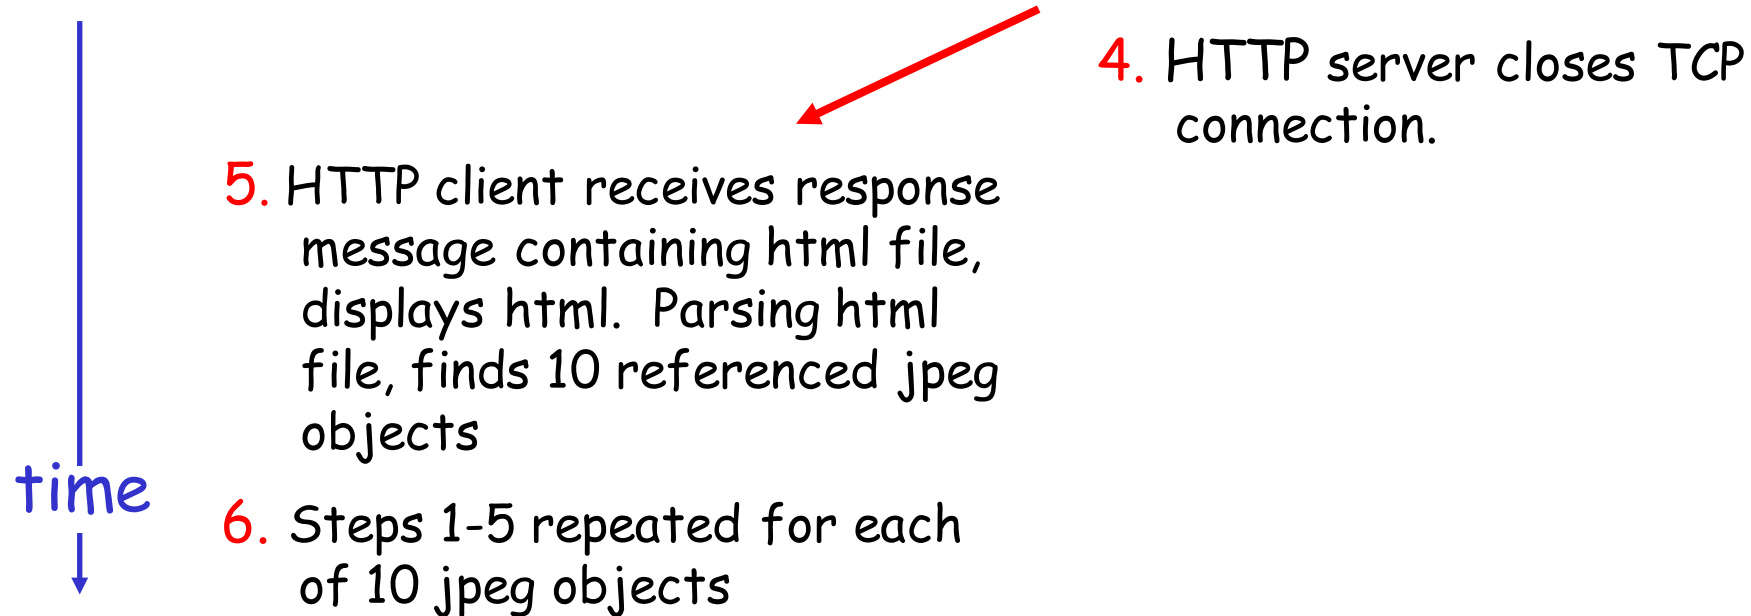 4. HTTP server closes TCP
connection.
5. HTTP client receives response
message containing html file,
displays html. Parsing html
file, finds 10 referenced jpeg
objects
time
6. Steps 1-5 repeated for each
of 10 jpeg objects